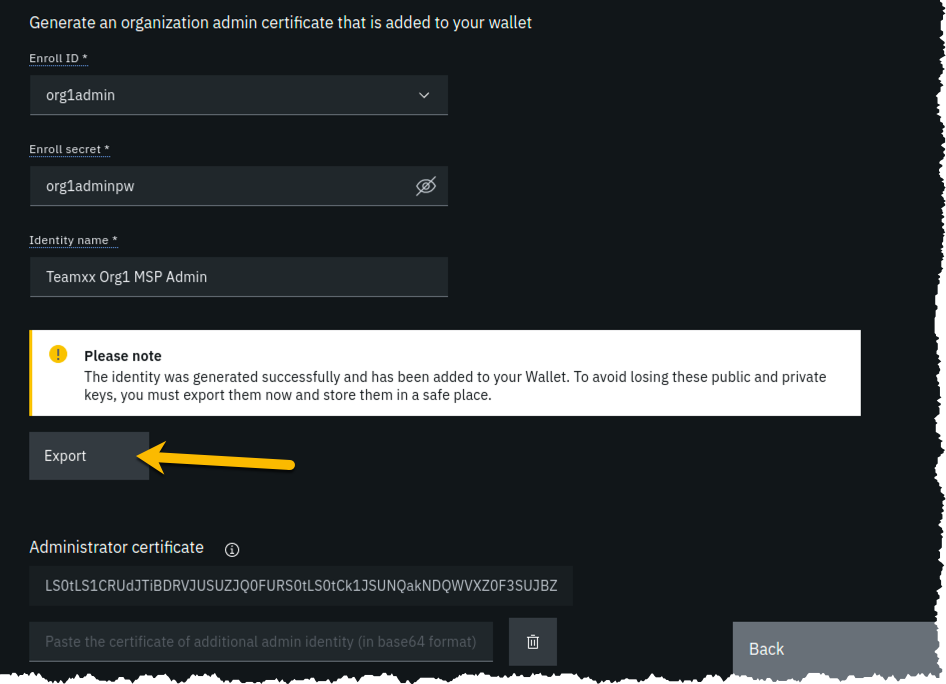 Generate an organization admin certificate that is added to your wallet
Enroll ID *
org1admin
Enroll secret *
org1adminpw
Identity name *
Teamxx Org1 MSP Admin
Please note
The identity was generated successfully and has been added to your Wallet. To avoid losing these public and private
keys, you must export them now and store them in a safe place.
Export
Administrator certificate
LS0tLS1CRUdJTiBDRVJUSUZJQ0FURS0tLS0tCk1JSUNQakNDQWVXZ0F3SUJBZ
Paste the certificate of additional admin identity (in base64 format)
Back